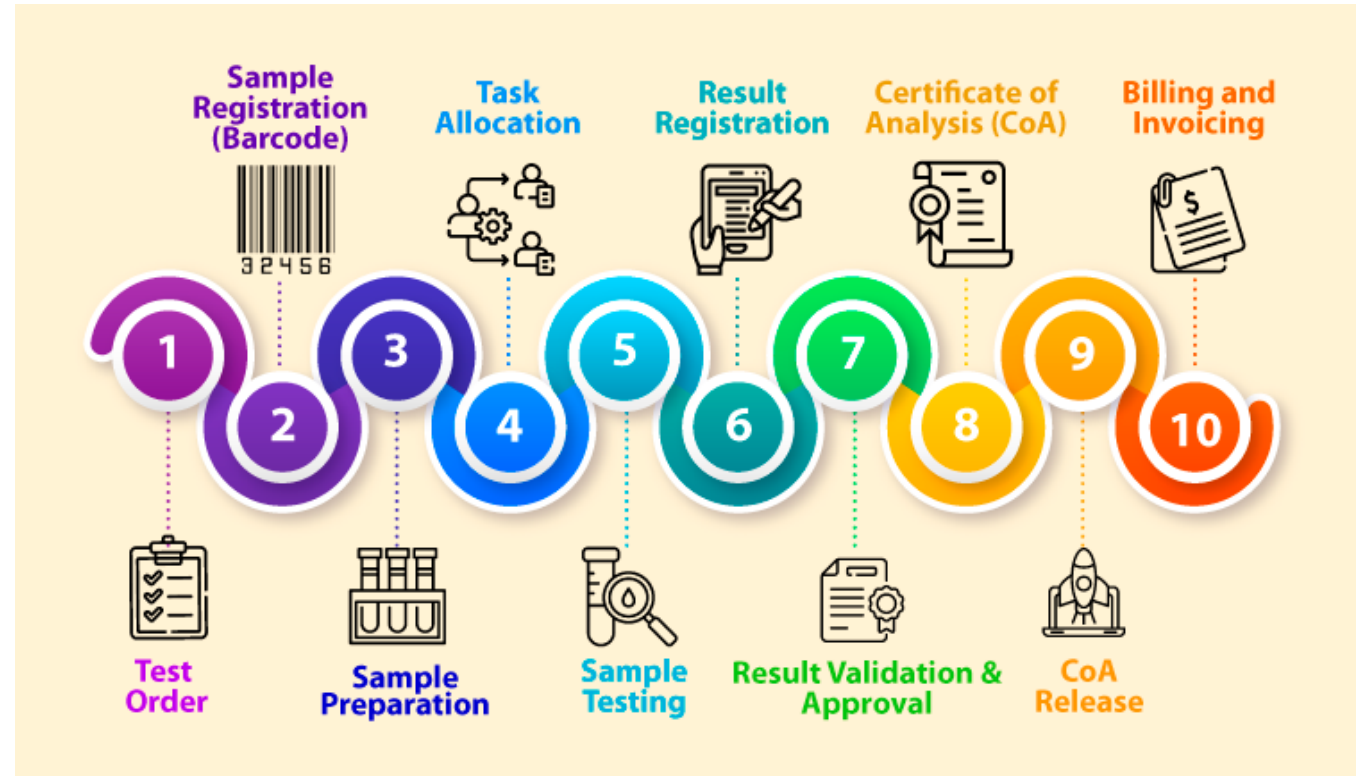 Sample
Registration
(Barcode)
Task
Allocation
Result
Registration
Certificate of
Analysis (CoA)
Billing and
Invoicing
32456
$
1
2
3
4
5
6
7
8
9
10
Test
Order
Sample
Preparation
Sample
Testing
Result Validation &
Approval
CoA
Release